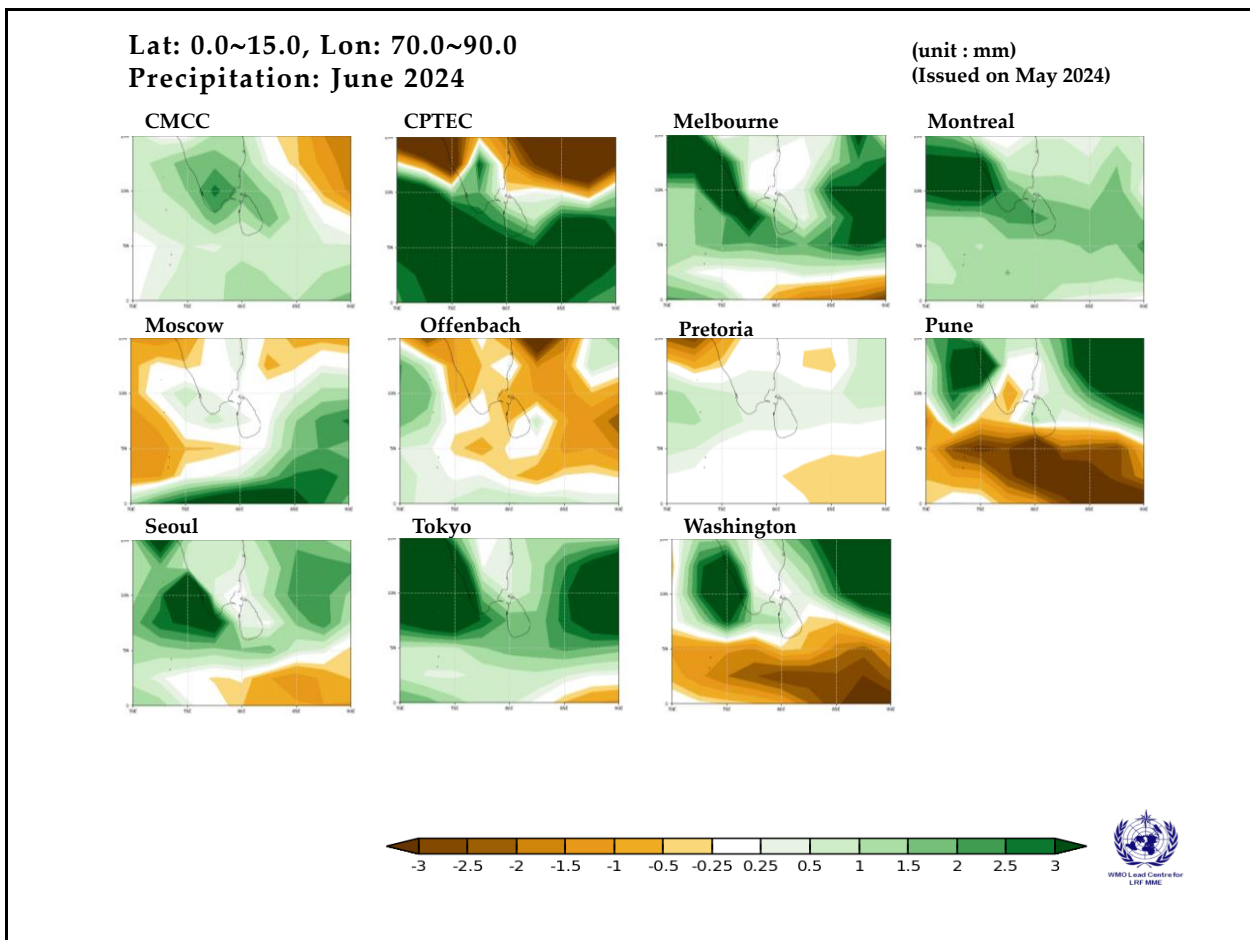 Lat: 0.0~15.0, Lon: 70.0~90.0
Precipitation: June 2024
(unit : mm)
(Issued on May 2024)
CMCC
CPTEC
Melbourne
Montreal
Moscow
Offenbach
Pretoria
Pune
Seoul
Tokyo
Washington
-3 -2.5 -2 -1.5 -1 -0.5 -0.25 0.25 0.5 1 1.5 2 2.5 3
WMO Lead Centre for
LRF MME